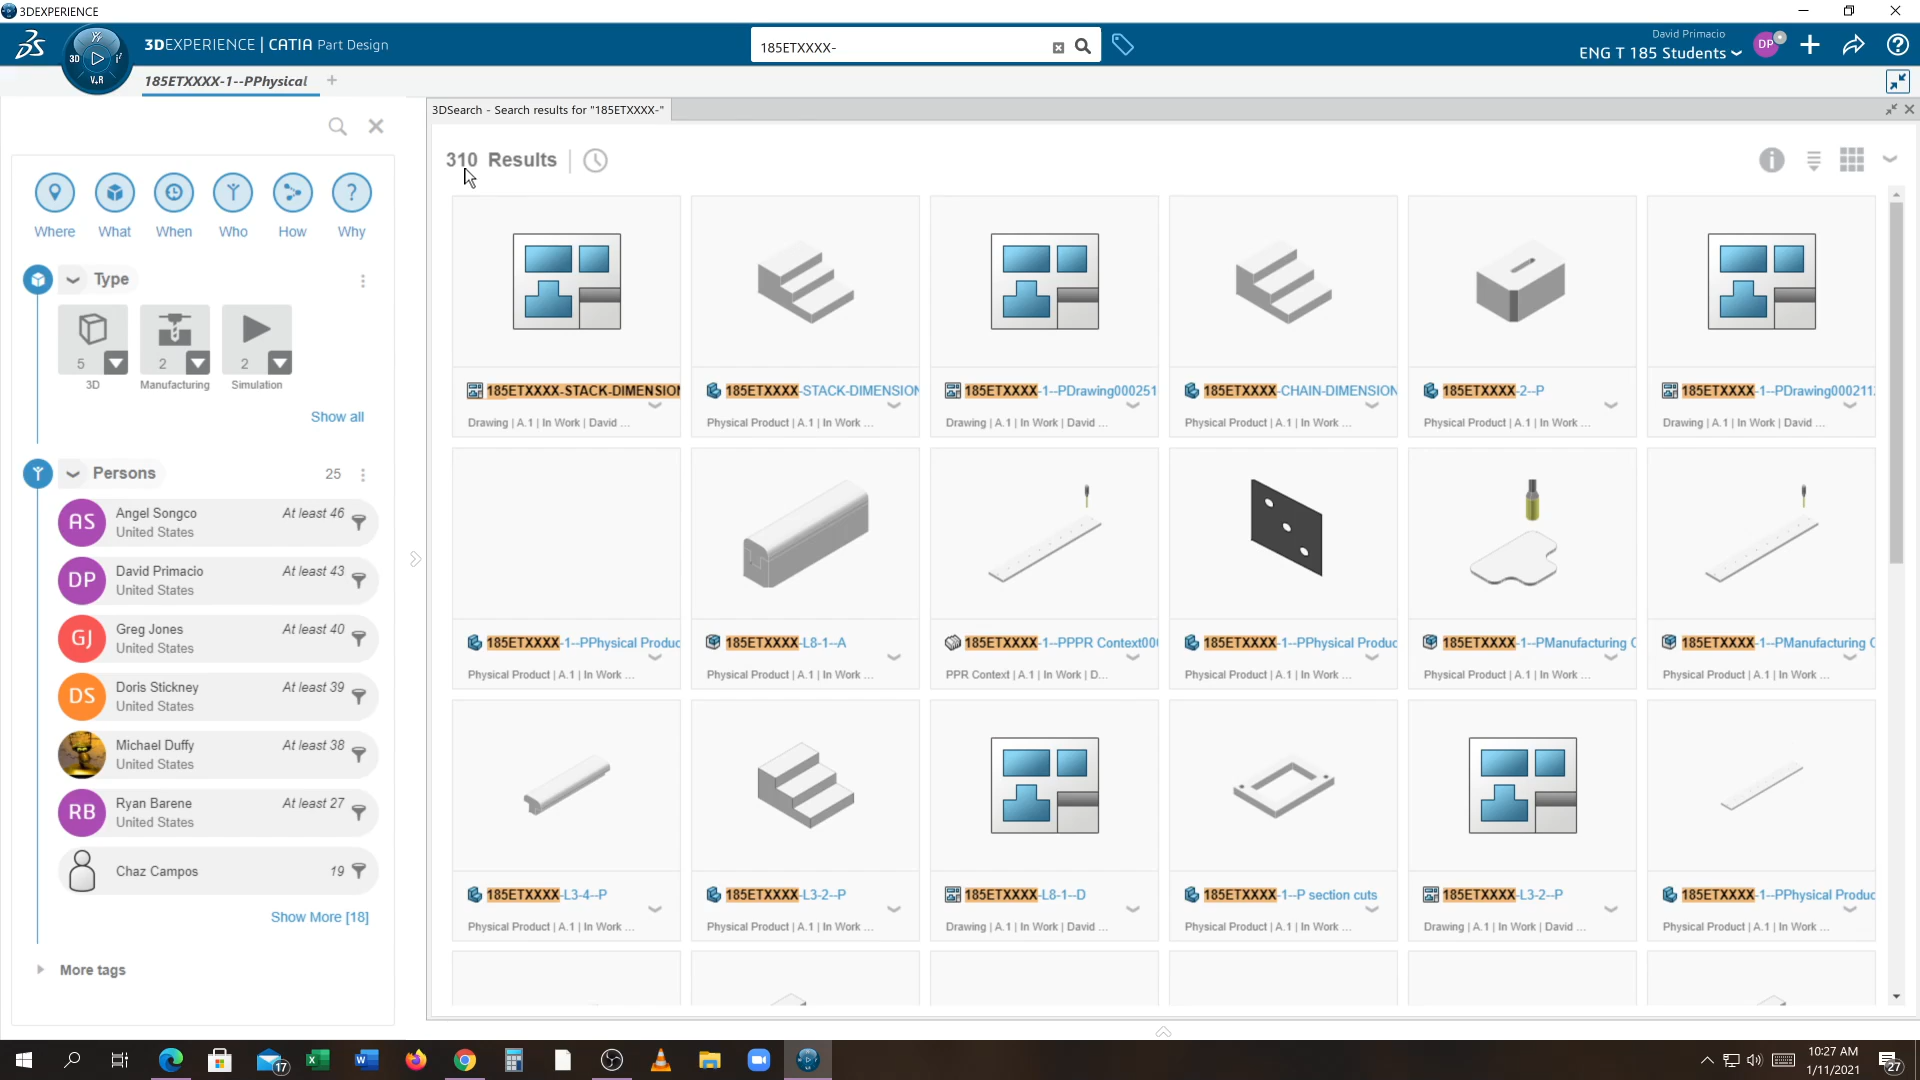 3DEXPERIENCE
3DEXPERIENCE | CATIA Part Design
3D
V.R
185ETXXXX-
David Primacio
ENG T 185 Students
DP
185ETXXXX-1--PPhysical
3DSearch - Search results for "185ETXXXX-"
310 Results
Where
What
When
Who
How
Why
Type
5
2
2
3D
Manufacturing
Simulation
Show all
Persons
25
AS
Angel Songco
United States
At least 46
DP
David Primacio
United States
At least 43
GJ
Greg Jones
United States
At least 40
DS
Doris Stickney
United States
At least 39
Michael Duffy
United States
At least 38
RB
Ryan Barene
United States
At least 27
Chaz Campos
19
Show More [18]
More tags
185ETXXXX-STACK-DIMENSION
Drawing | A.1 | In Work | David ...
185ETXXXX-STACK-DIMENSION
Physical Product | A.1 | In Work ...
185ETXXXX-1--PDrawing000251
Drawing | A.1 | In Work | David ...
185ETXXXX-CHAIN-DIMENSION
Physical Product | A.1 | In Work ...
185ETXXXX-2--P
Physical Product | A.1 | In Work ...
185ETXXXX-1--PDrawing000211
Drawing | A.1 | In Work | David ...
185ETXXXX-1--PPhysical Produc
Physical Product | A.1 | In Work ...
185ETXXXX-L8-1--A
Physical Product | A.1 | In Work ...
185ETXXXX-1--PPPR Context00
PPR Context | A.1 | In Work | D...
185ETXXXX-1--PPhysical Produc
Physical Product | A.1 | In Work ...
185ETXXXX-1--PManufacturing C
Physical Product | A.1 | In Work ...
185ETXXXX-1--PManufacturing C
Physical Product | A.1 | In Work ...
185ETXXXX-L3-4--P
Physical Product | A.1 | In Work ...
185ETXXXX-L3-2--P
Physical Product | A.1 | In Work ...
185ETXXXX-L8-1--D
Drawing | A.1 | In Work | David ...
185ETXXXX-1--P section cuts
Physical Product | A.1 | In Work ...
185ETXXXX-L3-2--P
Drawing | A.1 | In Work | David ...
185ETXXXX-1--PPhysical Produc
Physical Product | A.1 | In Work ...
17
10:27 AM
1/11/2021
27